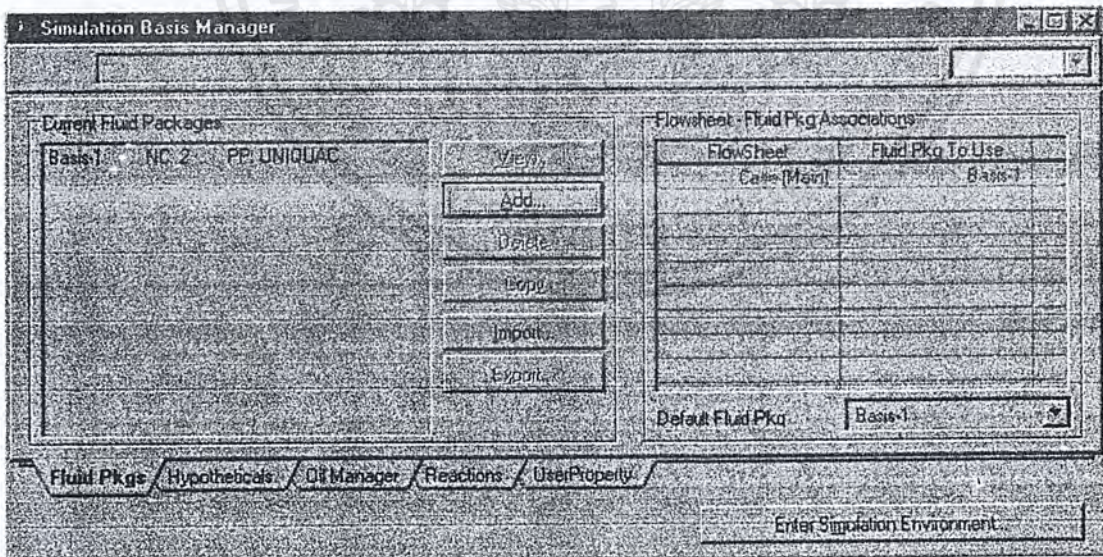 Simulation Basis Manager
Current Fluid Packages
Basis-1 NC: 2 PP: UNIQUAC
View...
Add...
Delete
Copy
Import...
Export...
Flowsheet - Fluid Pkg Associations
FlowSheet Fluid Pkg To Use
Case [Main] Basis-1
Default Fluid Pkg Basis-1
Fluid Pkgs Hypotheticals Oil Manager Reactions UserProperty
Enter Simulation Environment...